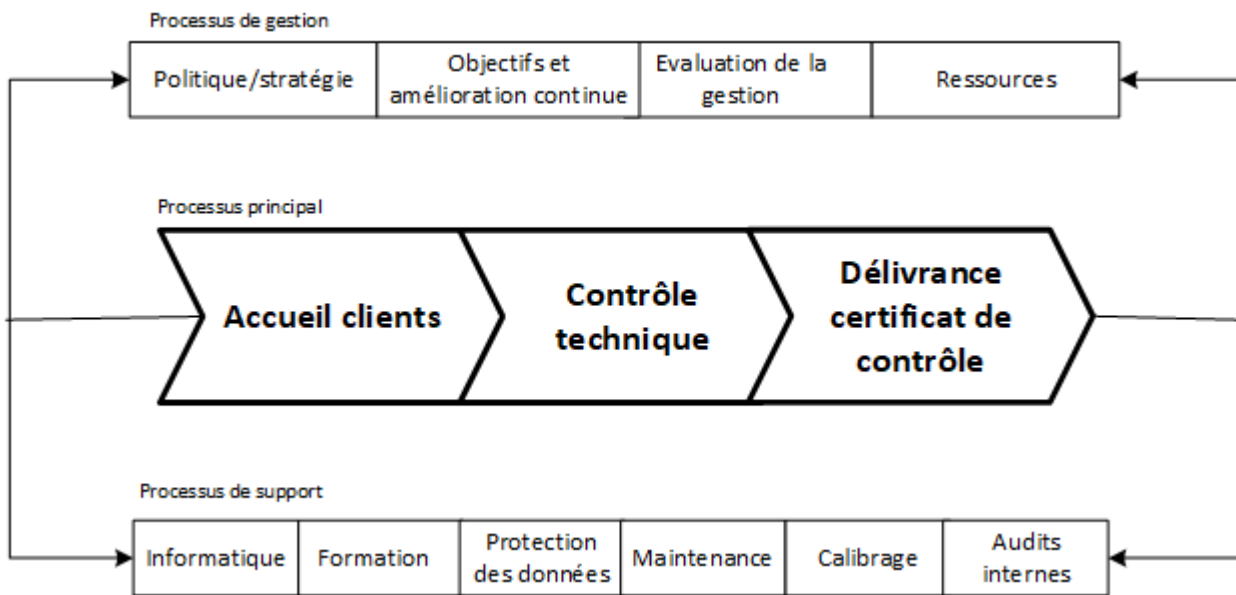 Processus de gestion
Politique/stratégie
Objectifs et
amélioration continue
Evaluation de la
gestion
Ressources
Processus principal
Accueil clients
Contrôle
technique
Délivrance
certificat de
contrôle
Processus de support
Informatique
Formation
Protection
des données
Maintenance
Calibrage
Audits
internes